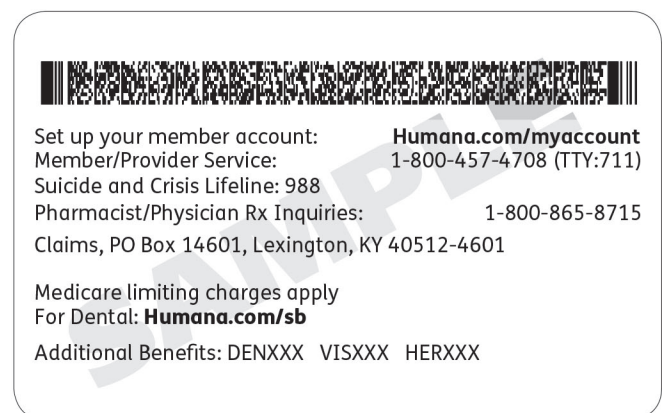 Set up your member account: Humana.com/myaccount
Member/Provider Service: 1-800-457-4708 (TTY:711)
Suicide and Crisis Lifeline: 988
Pharmacist/Physician Rx Inquiries: 1-800-865-8715
Claims, PO Box 14601, Lexington, KY 40512-4601
Medicare limiting charges apply
For Dental: Humana.com/sb
Additional Benefits: DENXXX VISXXX HERXXX
SAMPLE